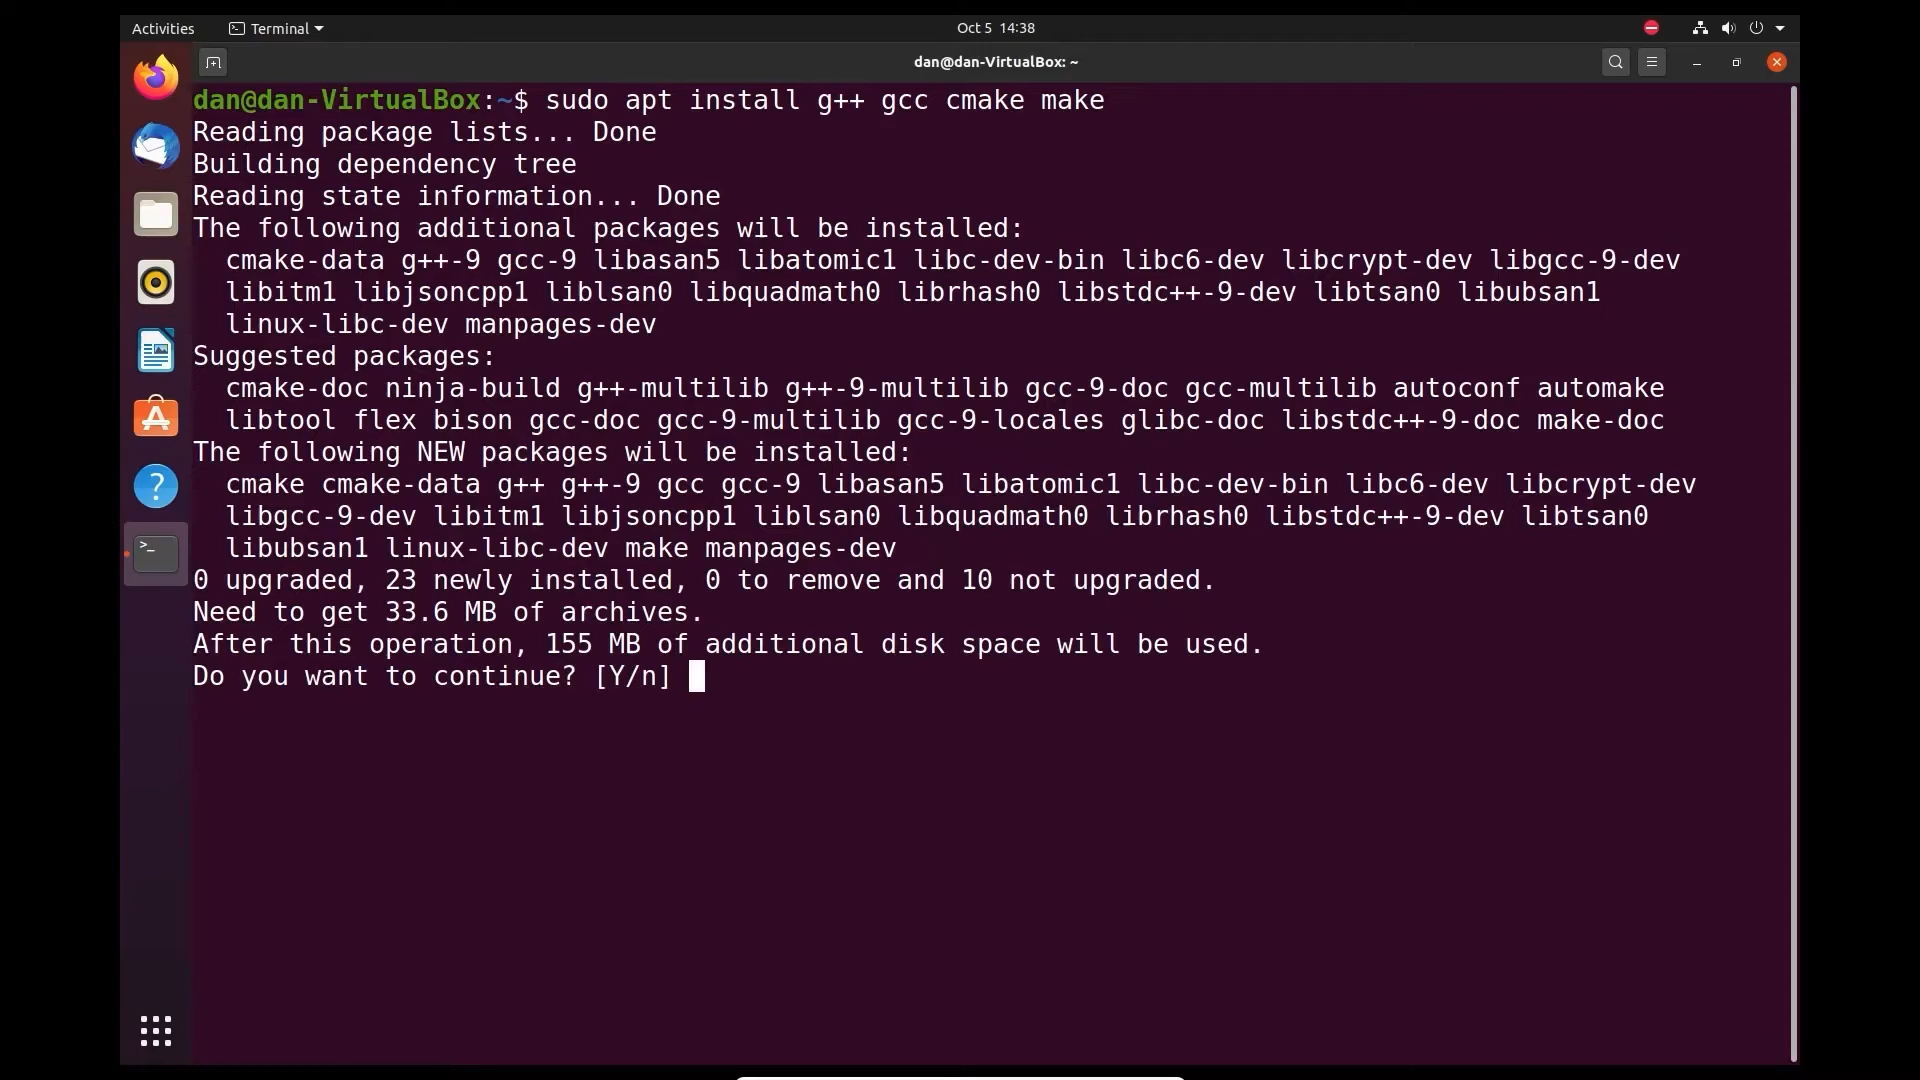 Activities
Terminal
Oct 5 14:38
dan@dan-VirtualBox: ~
dan@dan-VirtualBox:~$ sudo apt install g++ gcc cmake make
Reading package lists... Done
Building dependency tree
Reading state information... Done
The following additional packages will be installed:
cmake-data g++-9 gcc-9 libasan5 libatomic1 libc-dev-bin libc6-dev libcrypt-dev libgcc-9-dev
libitm1 libjsoncpp1 liblsan0 libquadmath0 librhash0 libstdc++-9-dev libtsan0 libubsan1
linux-libc-dev manpages-dev
Suggested packages:
cmake-doc ninja-build g++-multilib g++-9-multilib gcc-9-doc gcc-multilib autoconf automake
libtool flex bison gcc-doc gcc-9-multilib gcc-9-locales glibc-doc libstdc++-9-doc make-doc
The following NEW packages will be installed:
cmake cmake-data g++ g++-9 gcc gcc-9 libasan5 libatomic1 libc-dev-bin libc6-dev libcrypt-dev
libgcc-9-dev libitm1 libjsoncpp1 liblsan0 libquadmath0 librhash0 libstdc++-9-dev libtsan0
libubsan1 linux-libc-dev make manpages-dev
0 upgraded, 23 newly installed, 0 to remove and 10 not upgraded.
Need to get 33.6 MB of archives.
After this operation, 155 MB of additional disk space will be used.
Do you want to continue? [Y/n]